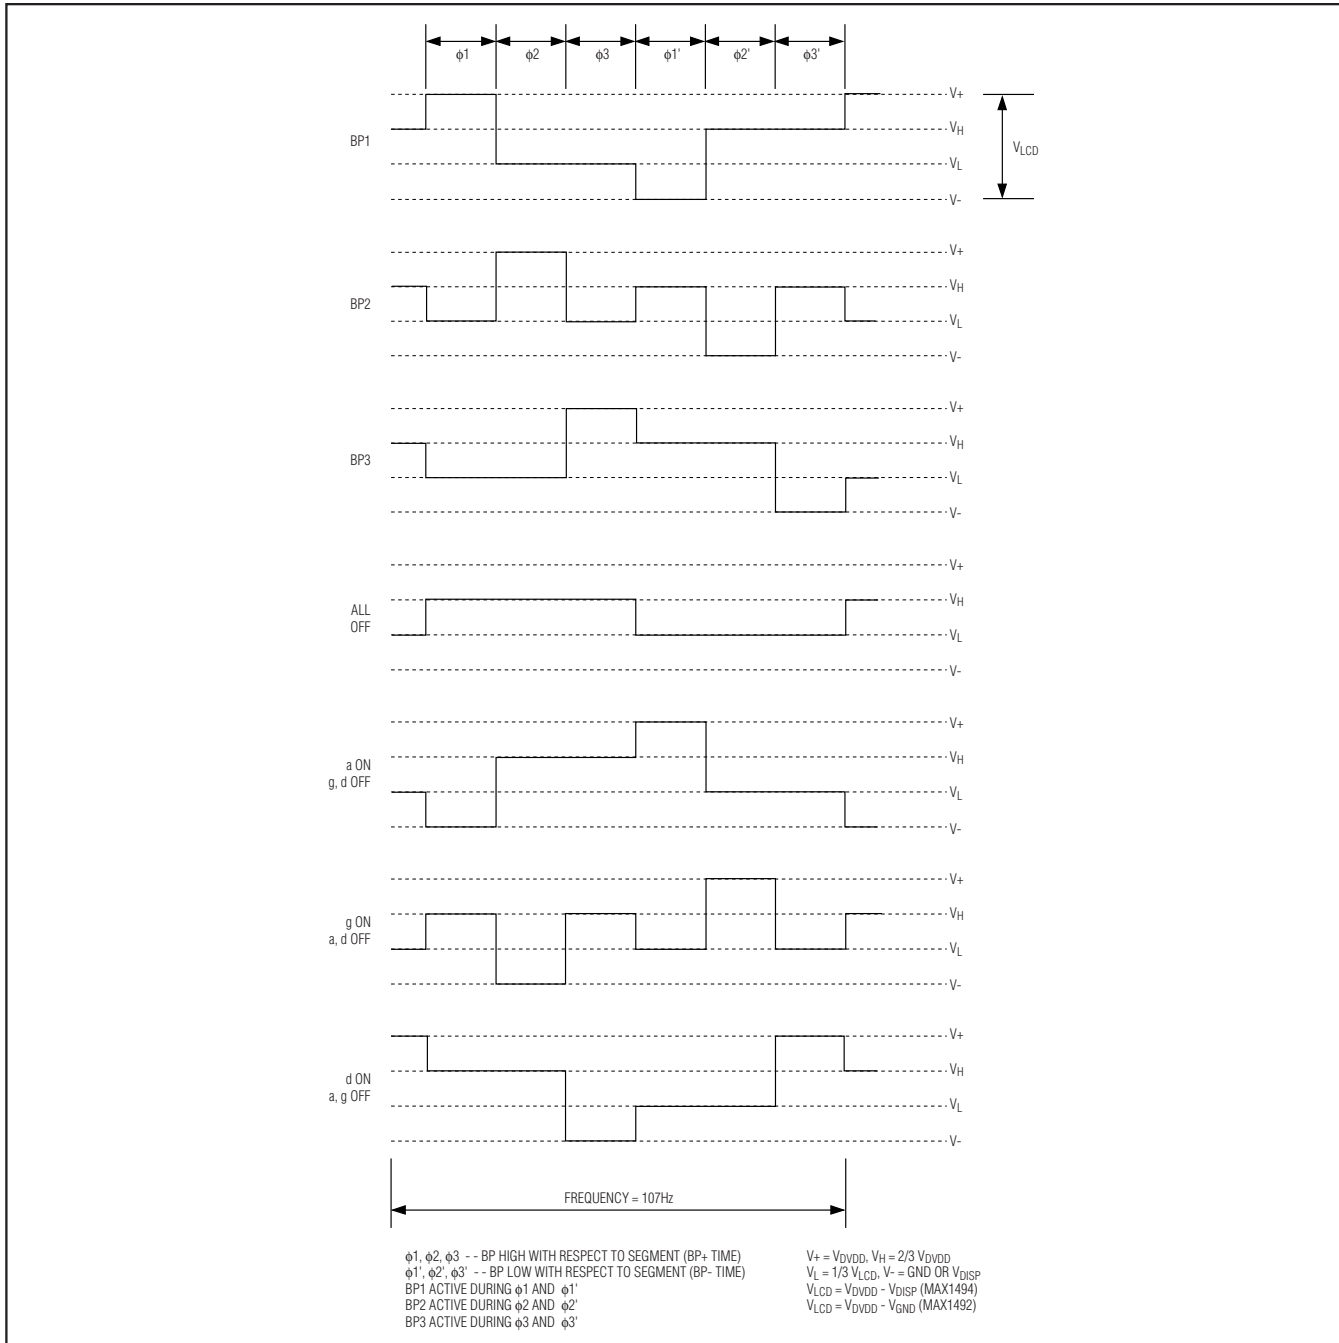 ϕ1 ϕ2 ϕ3 ϕ1' ϕ2' ϕ3'
V+
VH
BP1
VL
V-
VLCD
V+
VH
BP2
VL
V-
V+
VH
BP3
VL
V-
V+
VH
ALL
OFF
VL
V-
V+
VH
a ON
g, d OFF
VL
V-
V+
VH
g ON
a, d OFF
VL
V-
V+
VH
d ON
a, g OFF
VL
V-
FREQUENCY = 107Hz
ϕ1, ϕ2, ϕ3 - - BP HIGH WITH RESPECT TO SEGMENT (BP+ TIME)
ϕ1', ϕ2', ϕ3' - - BP LOW WITH RESPECT TO SEGMENT (BP- TIME)
BP1 ACTIVE DURING ϕ1 AND ϕ1'
BP2 ACTIVE DURING ϕ2 AND ϕ2'
BP3 ACTIVE DURING ϕ3 AND ϕ3'
V+ = VDVDD, VH = 2/3 VDVDD
VL = 1/3 VLCD, V- = GND OR VDISP
VLCD = VDVDD - VDISP (MAX1494)
VLCD = VDVDD - VGND (MAX1492)